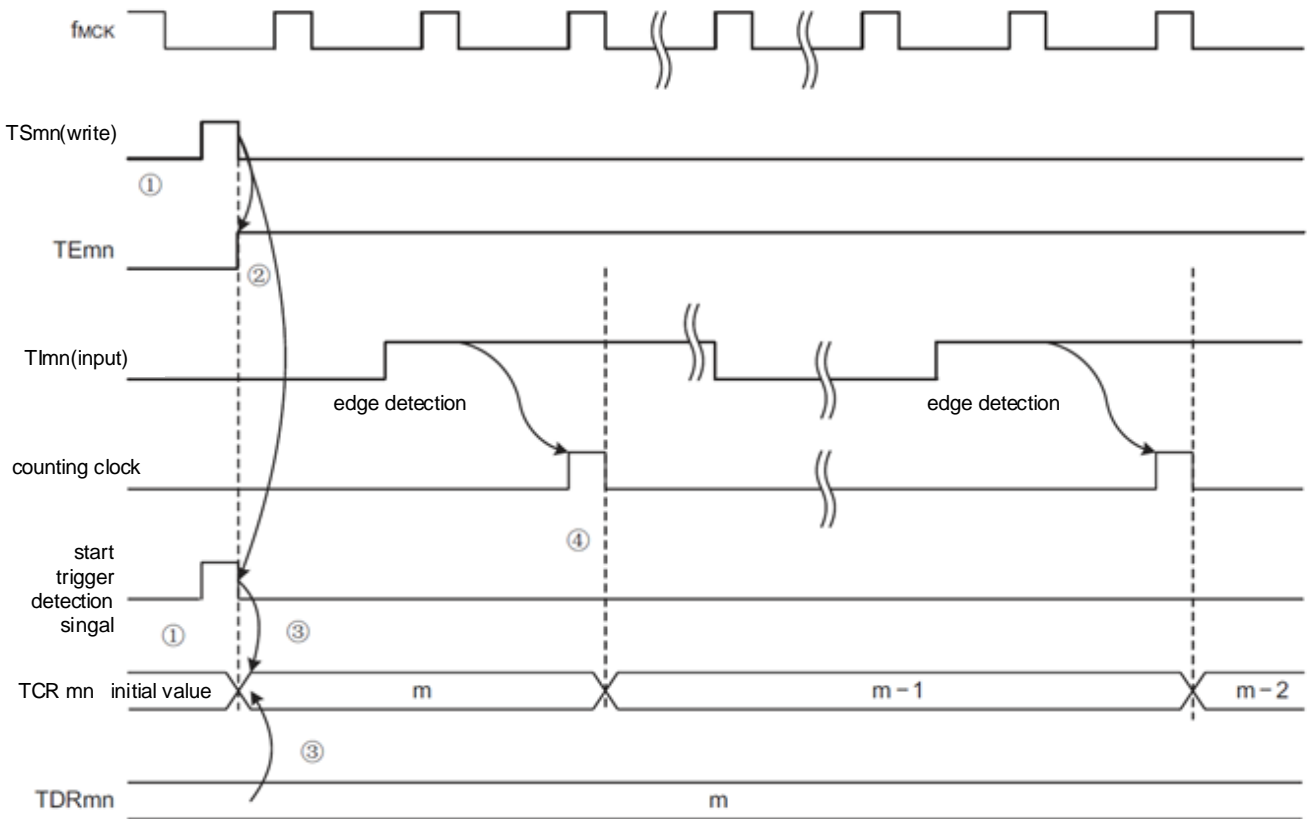 fMCK
TSmn(write)
①
TEmn
②
TImn(input)
edge detection
edge detection
counting clock
④
start
trigger
detection
singal
①
③
TCR mn initial value
m
m－1
m－2
③
TDRmn
m